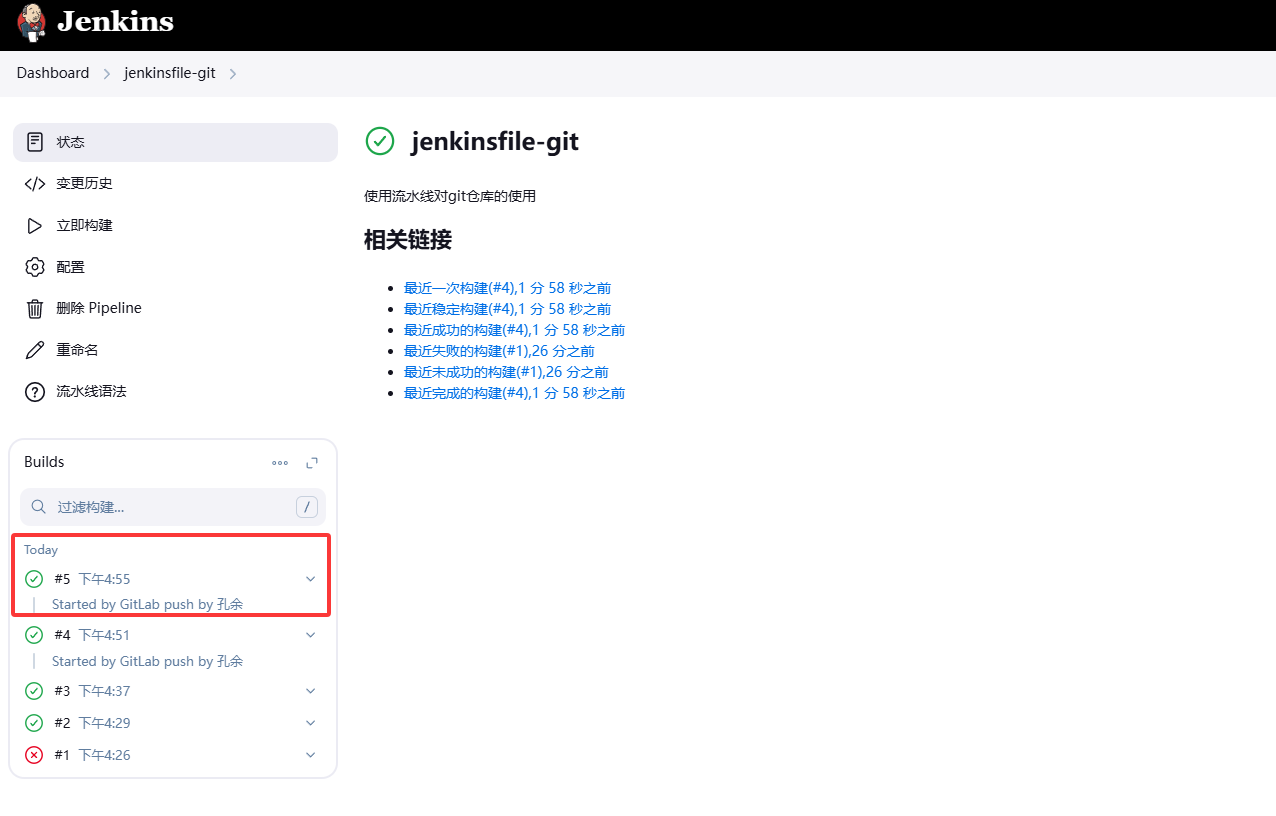 Jenkins
Dashboard
jenkinsfile-git
状态
变更历史
立即构建
配置
删除 Pipeline
重命名
流水线语法
Builds
过滤构建...
/
Today
#5 下午4:55
Started by GitLab push by 孔余
#4 下午4:51
Started by GitLab push by 孔余
#3 下午4:37
#2 下午4:29
#1 下午4:26
jenkinsfile-git
使用流水线对git仓库的使用
相关链接
最近一次构建(#4),1 分 58 秒之前
最近稳定构建(#4),1 分 58 秒之前
最近成功的构建(#4),1 分 58 秒之前
最近失败的构建(#1),26 分之前
最近未成功的构建(#1),26 分之前
最近完成的构建(#4),1 分 58 秒之前